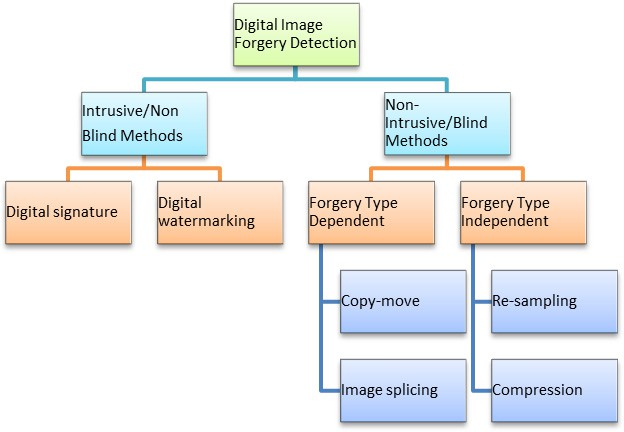 Digital Image
Forgery Detection
Intrusive/Non
Blind Methods
Non-
Intrusive/Blind
Methods
Digital signature
Digital
watermarking
Forgery Type
Dependent
Forgery Type
Independent
Copy-move
Re-sampling
Image splicing
Compression